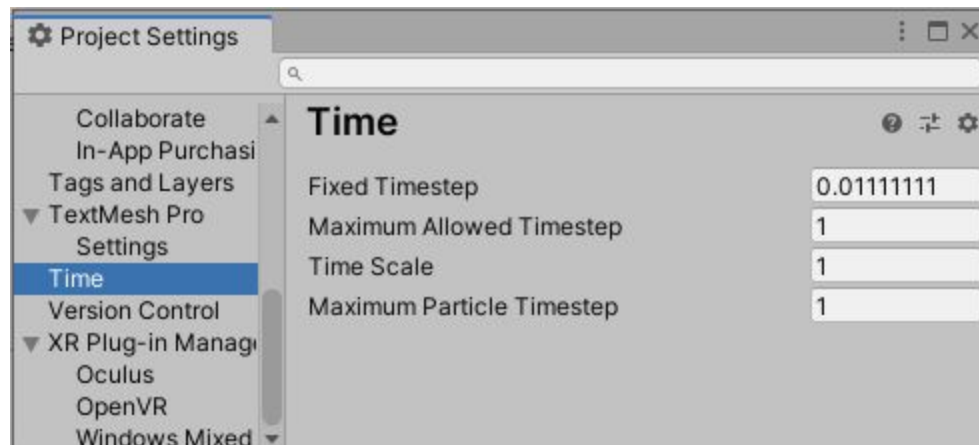 Project Settings
Collaborate
In-App Purchasi
Tags and Layers
TextMesh Pro
Settings
Time
Version Control
XR Plug-in Manag
Oculus
OpenVR
Windows Mixed
Time
Fixed Timestep 0.01111111
Maximum Allowed Timestep 1
Time Scale 1
Maximum Particle Timestep 1